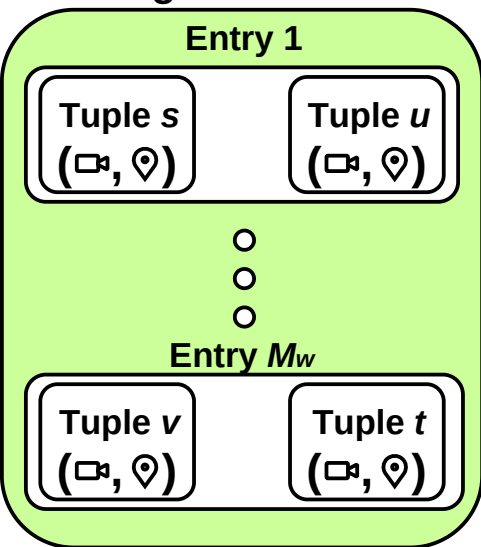 Entry 1
Tuple s Tuple u
( , ) ( , )
Entry Mw
Tuple v Tuple t
( , ) ( , )